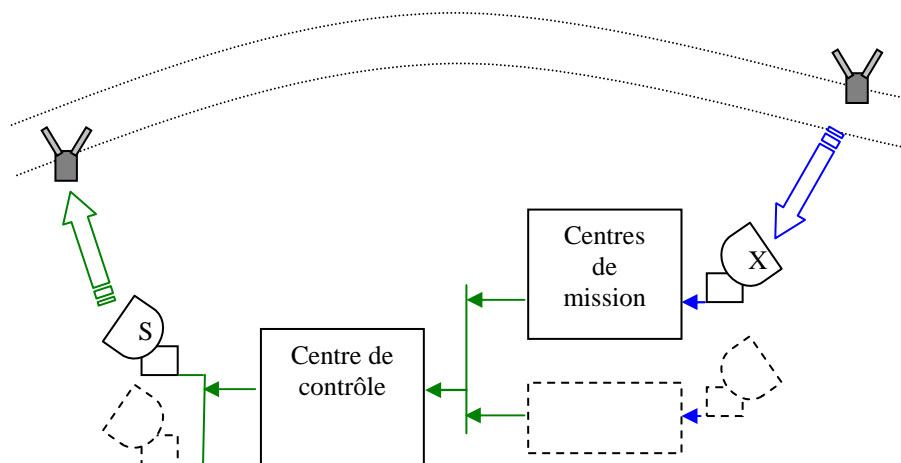 Centres
de
mission
X
S
Centre de
contrôle